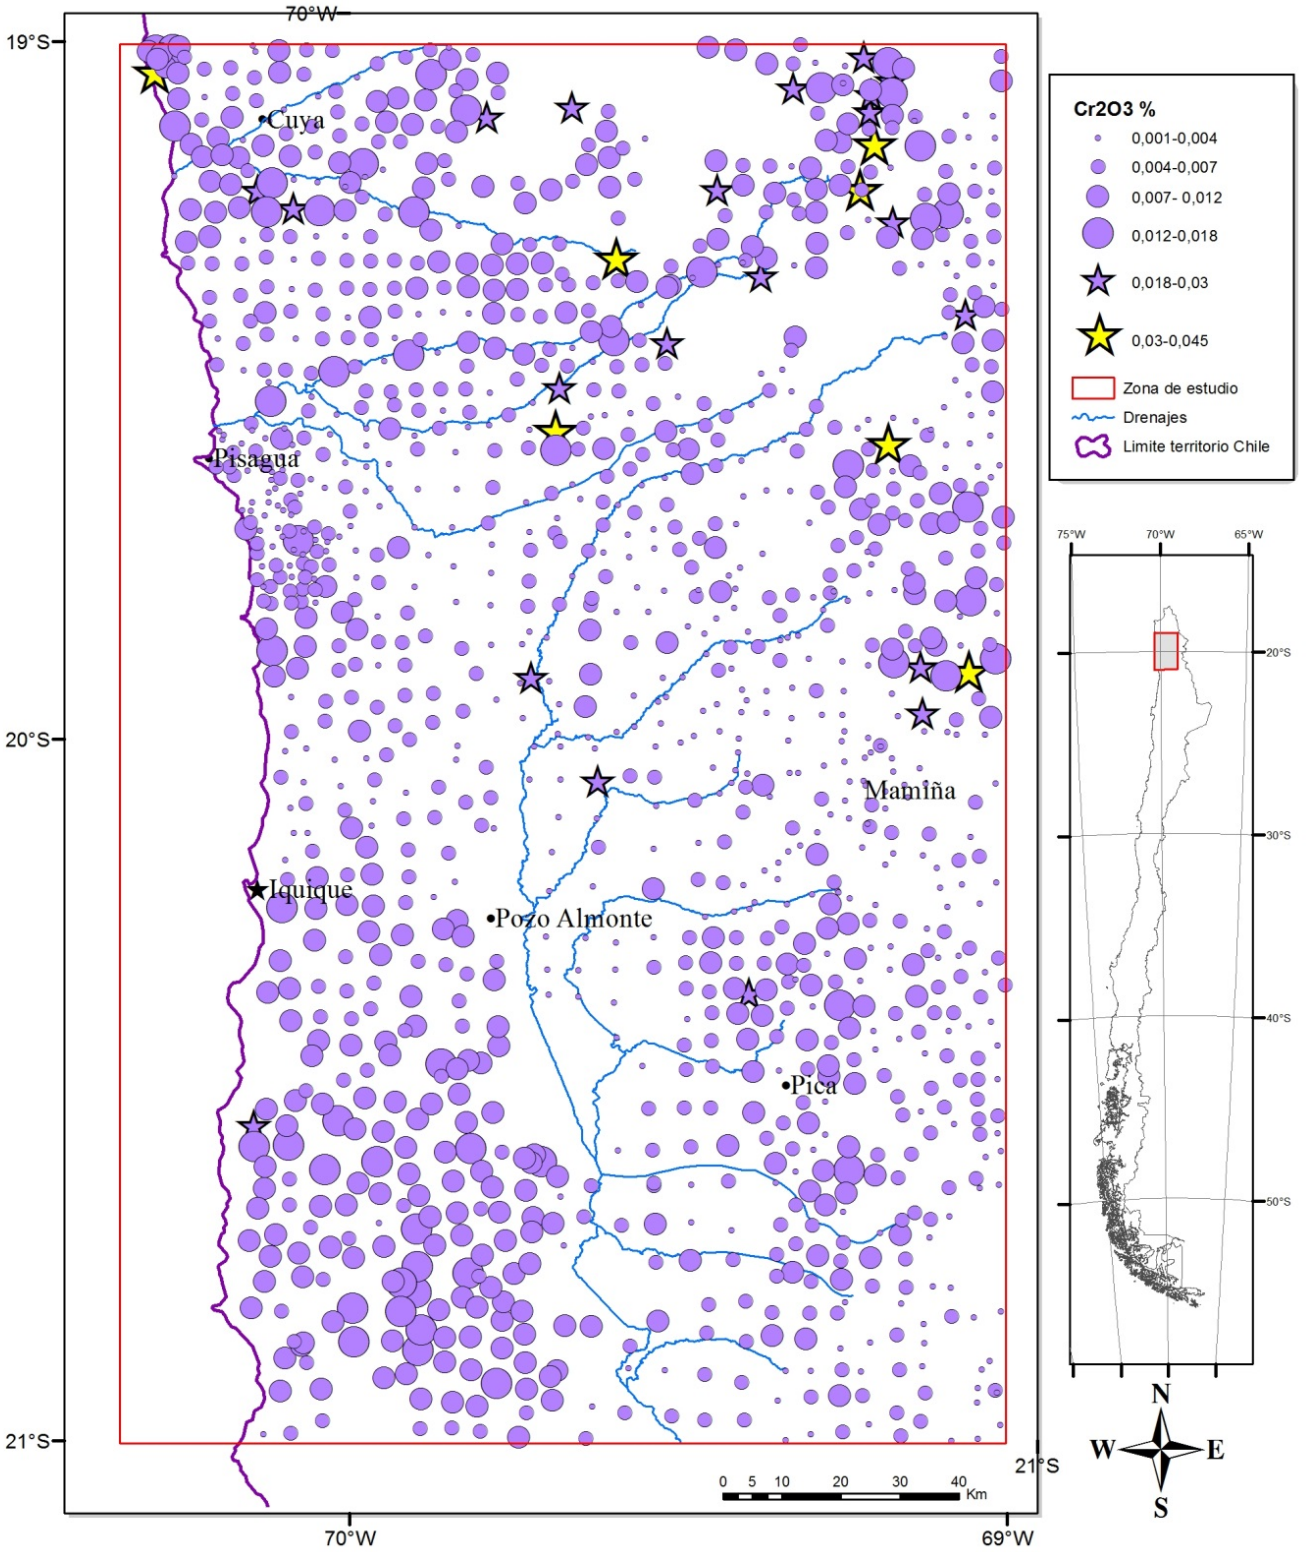 70°W
19°S
Cuya
Pisagua
20°S
Mamiña
Iquique
Pozo Almonte
Pica
21°S
21°S
0 5 10 20 30 40
Km
70°W
69°W
Cr2O3 %
0,001-0,004
0,004-0,007
0,007- 0,012
0,012-0,018
0,018-0,03
0,03-0,045
Zona de estudio
Drenajes
Limite territorio Chile
75°W 70°W 65°W
20°S
30°S
40°S
50°S
N
W E
S